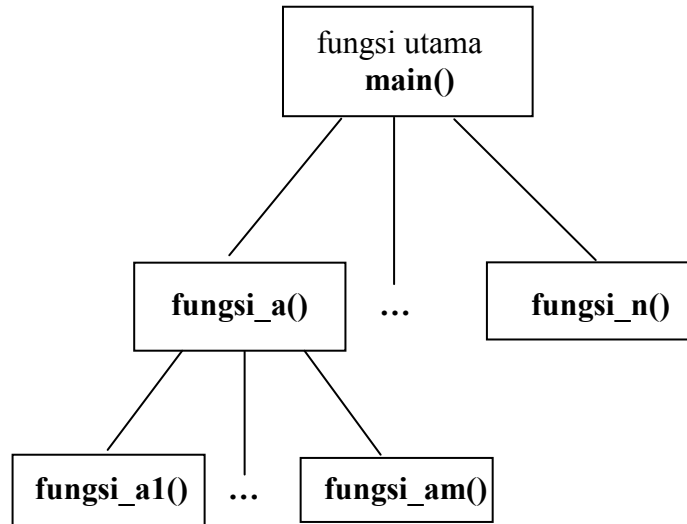 fungsi utama
main()
fungsi_a()
...
fungsi_n()
fungsi_a1()
...
fungsi_am()